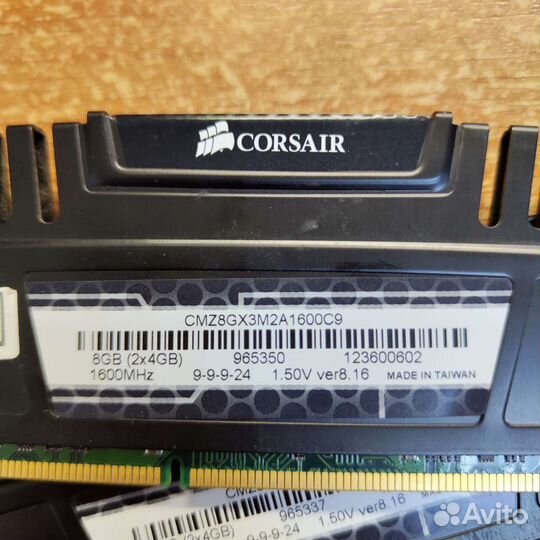 CORSAIR
CMZ8GX3M2A1600C9
8GB (2x4GB) 965350 123600602
1600MHz 9-9-9-24 1.50V ver8.16 MADE IN TAIWAN
965337
(2x4GB) 9-9-9-24 1.50V ver8.16
Avito